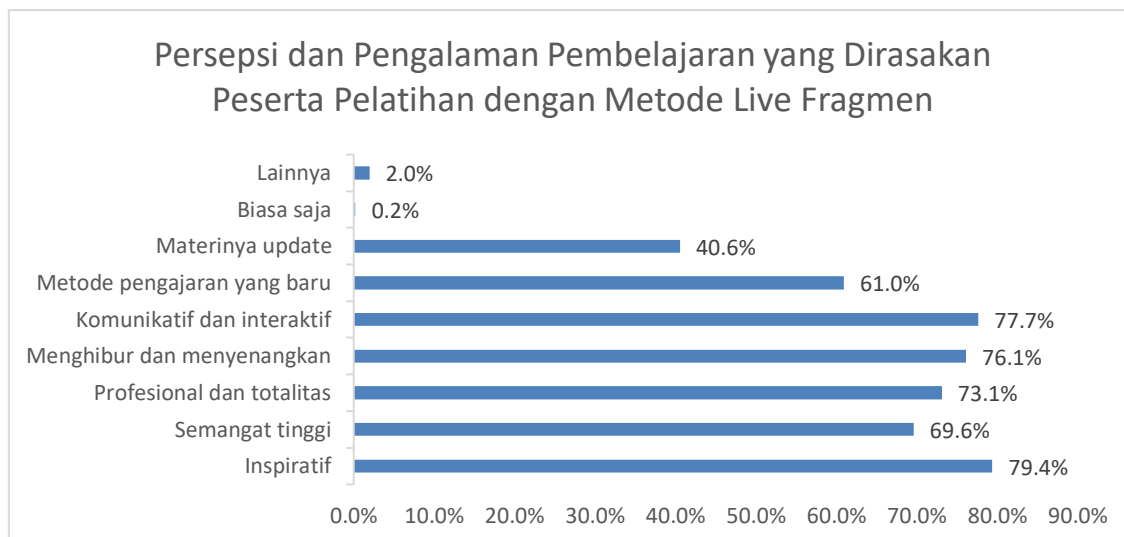 Persepsi dan Pengalaman Pembelajaran yang Dirasakan
Peserta Pelatihan dengan Metode Live Fragmen
Lainnya 2.0%
Biasa saja 0.2%
Materinya update 40.6%
Metode pengajaran yang baru 61.0%
Komunikatif dan interaktif 77.7%
Menghibur dan menyenangkan 76.1%
Profesional dan totalitas 73.1%
Semangat tinggi 69.6%
Inspiratif 79.4%
0.0% 10.0% 20.0% 30.0% 40.0% 50.0% 60.0% 70.0% 80.0% 90.0%